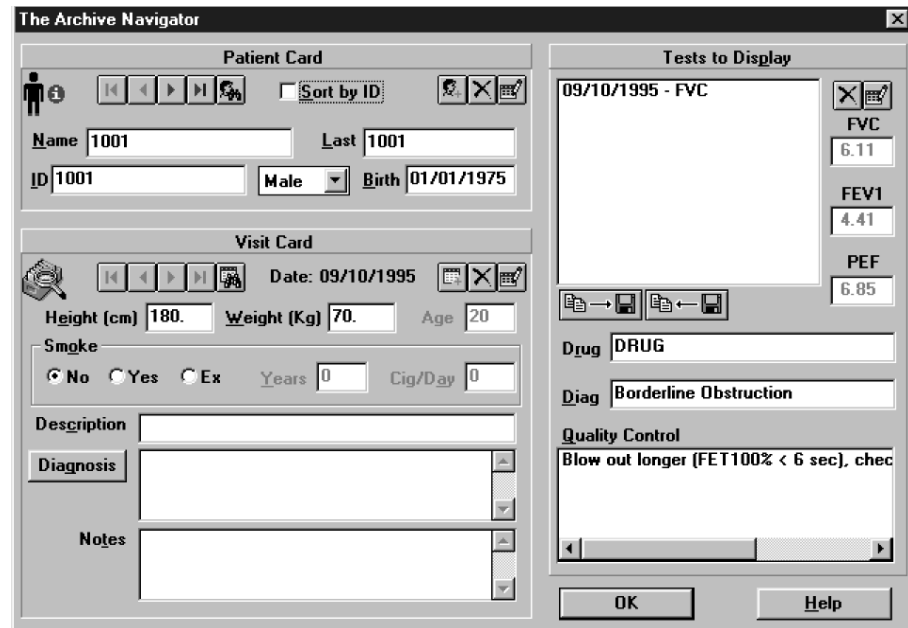 The Archive Navigator
Patient Card
Sort by ID
Name 1001 Last 1001
ID 1001 Male Birth 01/01/1975
Visit Card
Date: 09/10/1995
Height (cm) 180. Weight (Kg) 70. Age 20
Smoke
No Yes Ex Years 0 Cig/Day 0
Description
Diagnosis
Notes
Tests to Display
09/10/1995 - FVC
FVC
6.11
FEV1
4.41
PEF
6.85
Drug DRUG
Diag Borderline Obstruction
Quality Control
Blow out longer (FET100% < 6 sec), chec
OK Help